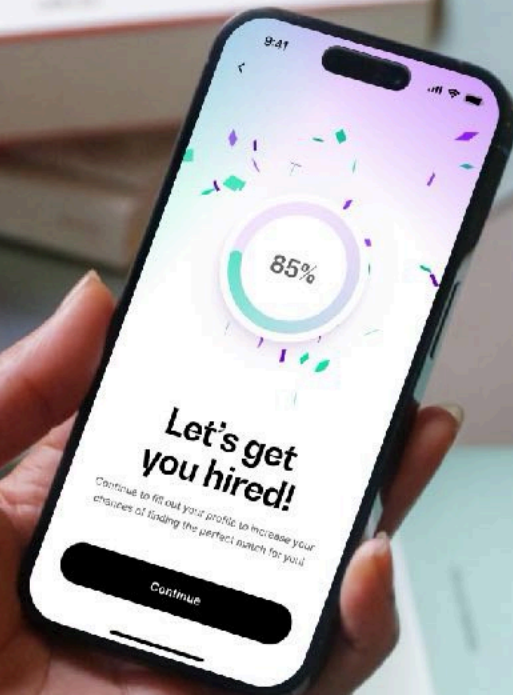 9:41
85%
Let's get
you hired!
Continue to fill out your profile to increase your
chances of finding the perfect match for you!
Continue